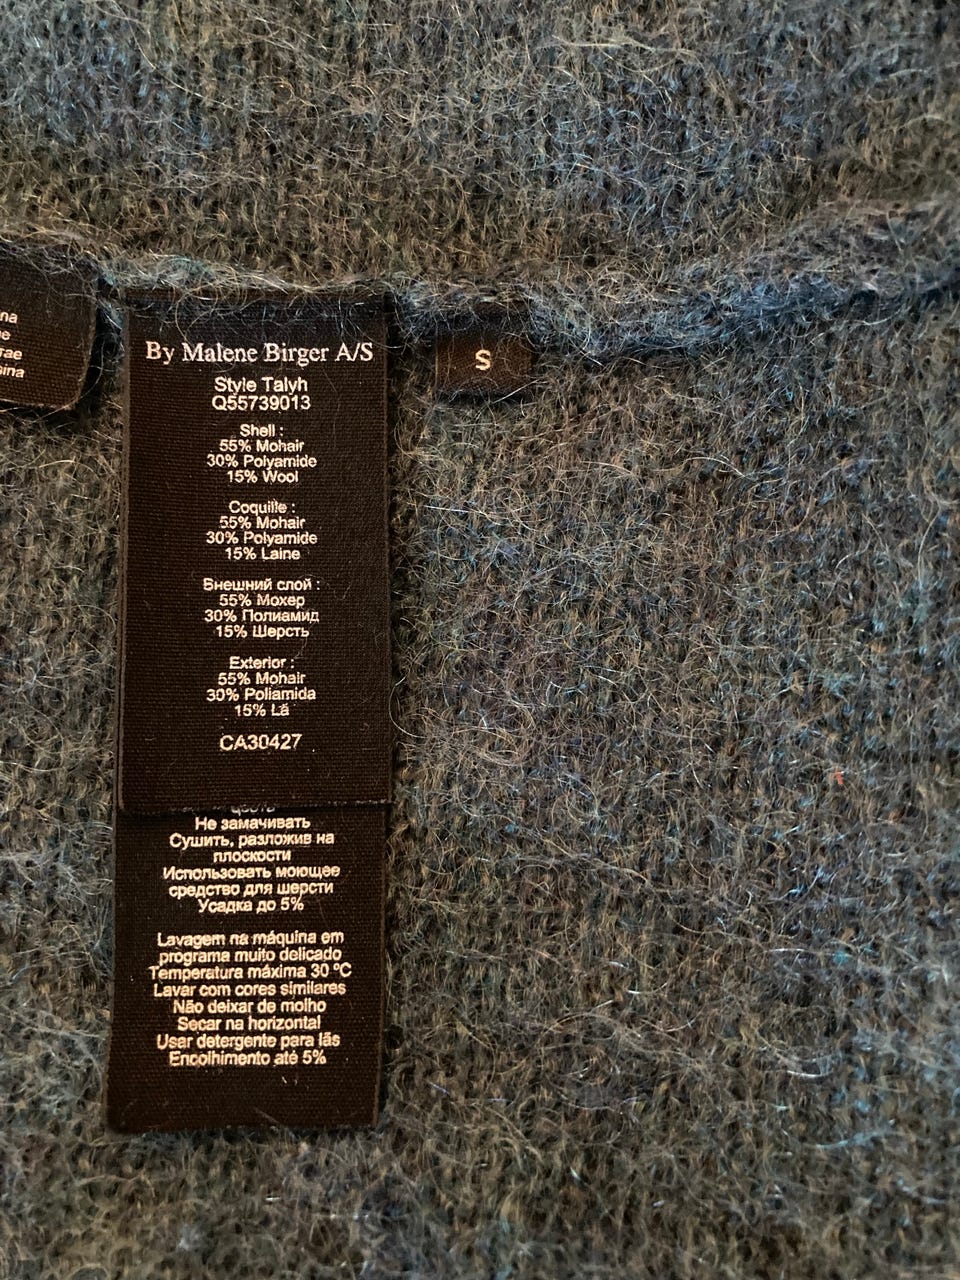 By Malene Birger A/S
Style Talyh
Q55739013
Shell :
55% Mohair
30% Polyamide
15% Wool
Coquille :
55% Mohair
30% Polyamide
15% Laine
Внешний слой :
55% Мохер
30% Полиамид
15% Шерсть
Exterior :
55% Mohair
30% Poliamida
15% Lã
CA30427
Не замачивать
Сушить, разложив на
плоскости
Использовать моющее
средство для шерсти
Усадка до 5%
Lavagem na máquina em
programa muito delicado
Temperatura máxima 30 ºC
Lavar com cores similares
Não deixar de molho
Secar na horizontal
Usar detergente para lãs
Encolhimento até 5%
S